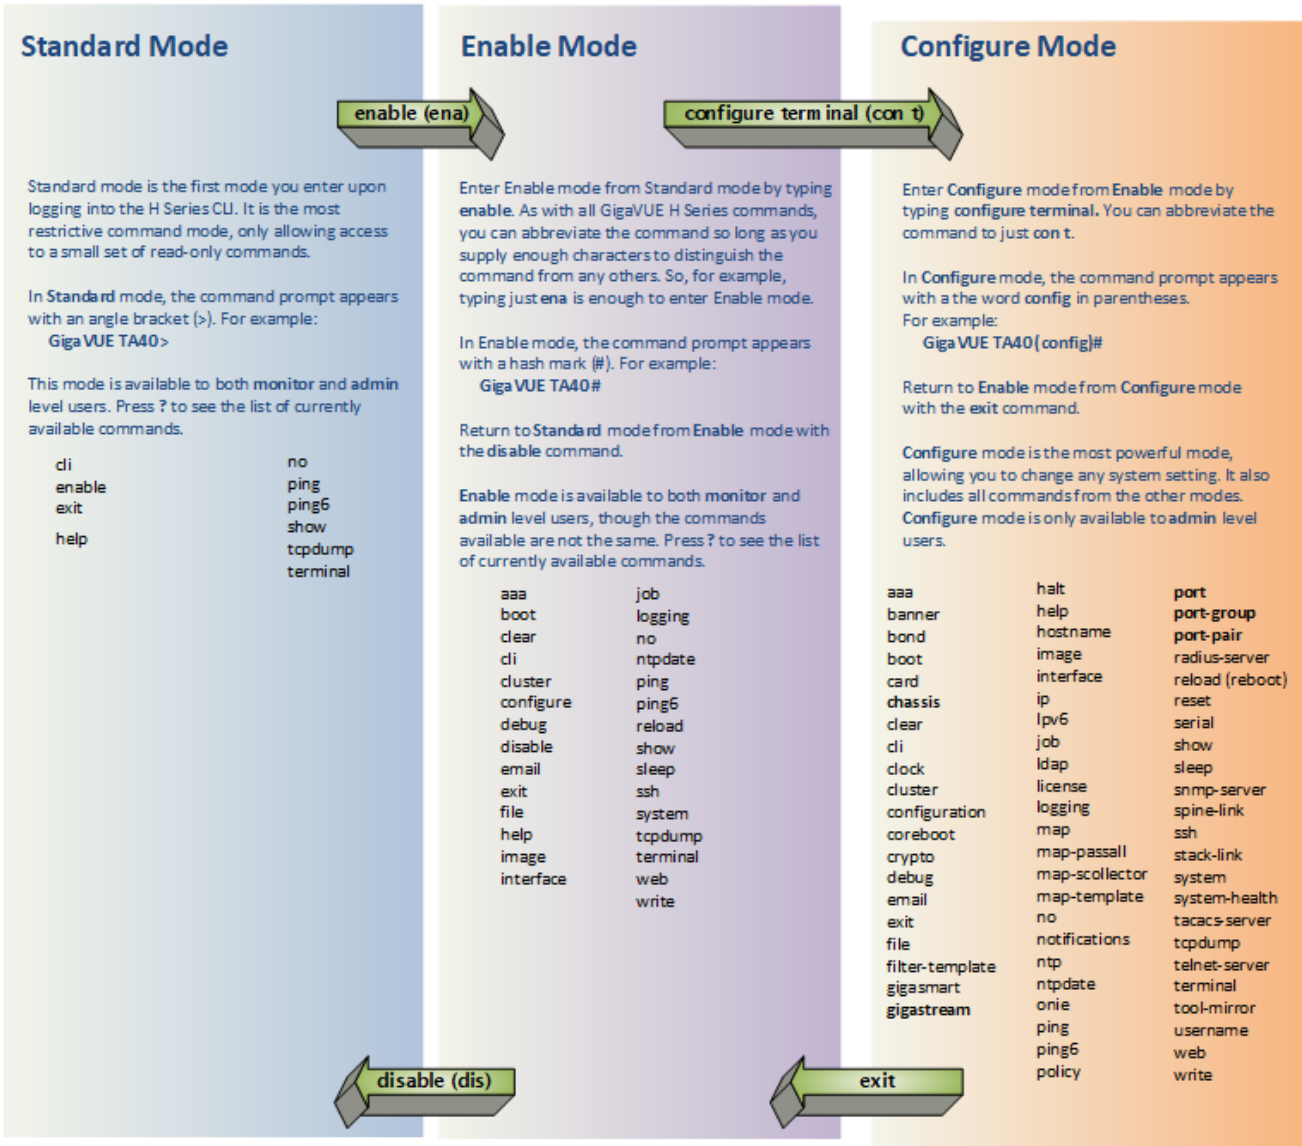 Standard Mode
enable (ena)
Standard mode is the first mode you enter upon
logging into the H Series CLI. It is the most
restrictive command mode, only allowing access
to a small set of read-only commands.
In Standard mode, the command prompt appears
with an angle bracket (>). For example:
GigaVUE TA40>
This mode is available to both monitor and admin
level users. Press ? to see the list of currently
available commands.
cli
enable
exit
help
no
ping
ping6
show
tcpdump
terminal
disable (dis)
Enable Mode
configure terminal (con t)
Enter Enable mode from Standard mode by typing
enable. As with all GigaVUE H Series commands,
you can abbreviate the command so long as you
supply enough characters to distinguish the
command from any others. So, for example,
typing just ena is enough to enter Enable mode.
In Enable mode, the command prompt appears
with a hash mark (#). For example:
GigaVUE TA40#
Return to Standard mode from Enable mode with
the disable command.
Enable mode is available to both monitor and
admin level users, though the commands
available are not the same. Press ? to see the list
of currently available commands.
aaa
boot
clear
cli
cluster
configure
debug
disable
email
exit
file
help
image
interface
job
logging
no
ntpdate
ping
ping6
reload
show
sleep
ssh
system
tcpdump
terminal
web
write
exit
Configure Mode
Enter Configure mode from Enable mode by
typing configure terminal. You can abbreviate the
command to just con t.
In Configure mode, the command prompt appears
with a the word config in parentheses.
For example:
GigaVUE TA40(config)#
Return to Enable mode from Configure mode
with the exit command.
Configure mode is the most powerful mode,
allowing you to change any system setting. It also
includes all commands from the other modes.
Configure mode is only available to admin level
users.
aaa
banner
bond
boot
card
chassis
clear
cli
clock
cluster
configuration
coreboot
crypto
debug
email
exit
file
filter-template
gigasmart
gigastream
halt
help
hostname
image
interface
ip
Ipv6
job
ldap
license
logging
map
map-passall
map-scollector
map-template
no
notifications
ntp
ntpdate
onie
ping
ping6
policy
port
port-group
port-pair
radius-server
reload (reboot)
reset
serial
show
sleep
snmp-server
spine-link
ssh
stack-link
system
system-health
tacacs-server
tcpdump
telnet-server
terminal
tool-mirror
username
web
write